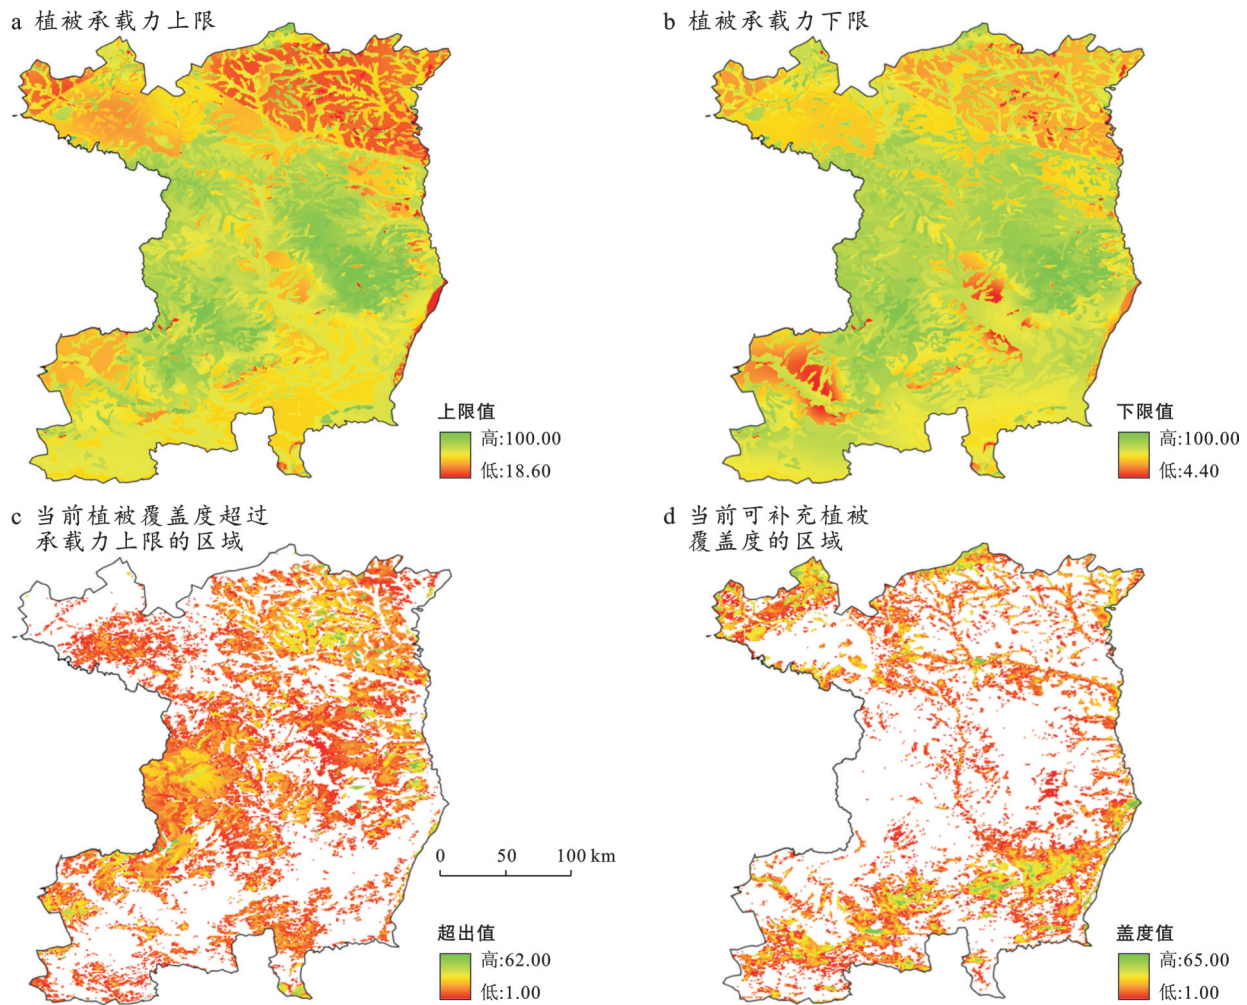 a 植被承载力上限
b 植被承载力下限
上限值
高:100.00
低:18.60
下限值
高:100.00
低:4.40
c 当前植被覆盖度超过
承载力上限的区域
d 当前可补充植被
覆盖度的区域
0 50 100 km
超出值
高:62.00
低:1.00
盖度值
高:65.00
低:1.00